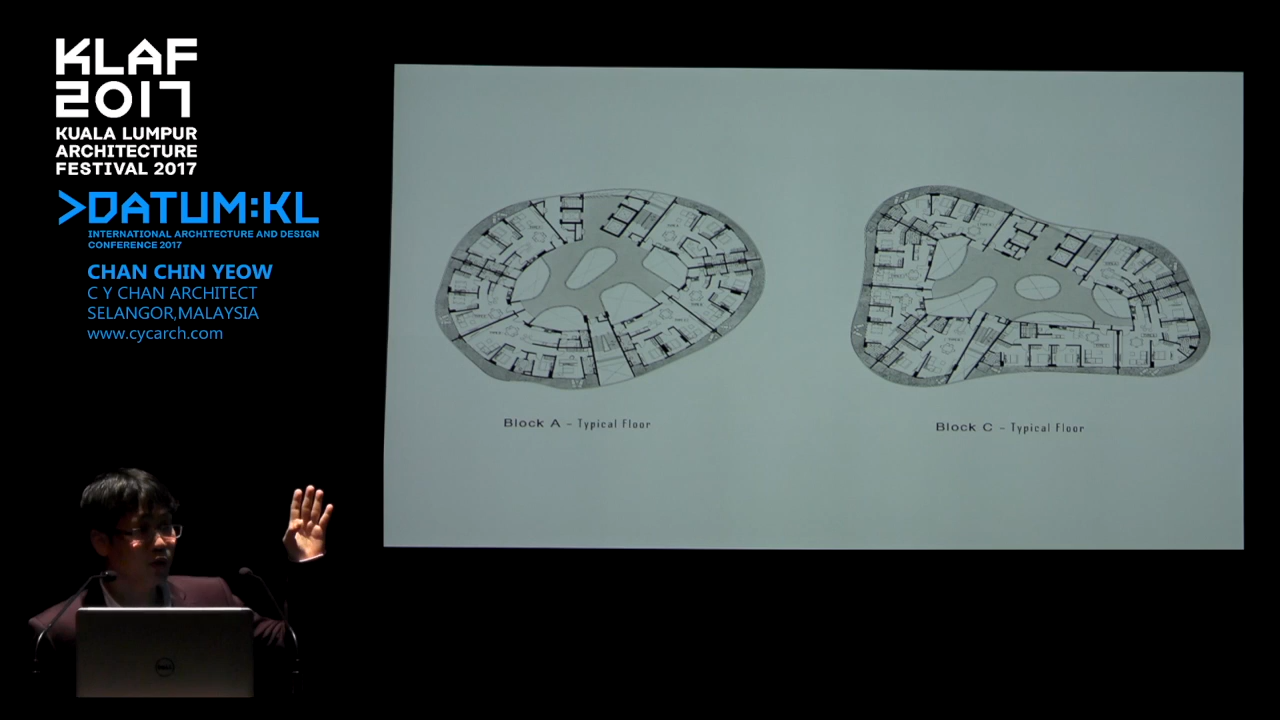 KLAF
2017
KUALA LUMPUR
ARCHITECTURE
FESTIVAL 2017
>DATUM:KL
INTERNATIONAL ARCHITECTURE AND DESIGN
CONFERENCE 2017
CHAN CHIN YEOW
C Y CHAN ARCHITECT
SELANGOR,MALAYSIA
www.cycarch.com
Block A - Typical Floor
Block C - Typical Floor
DELL